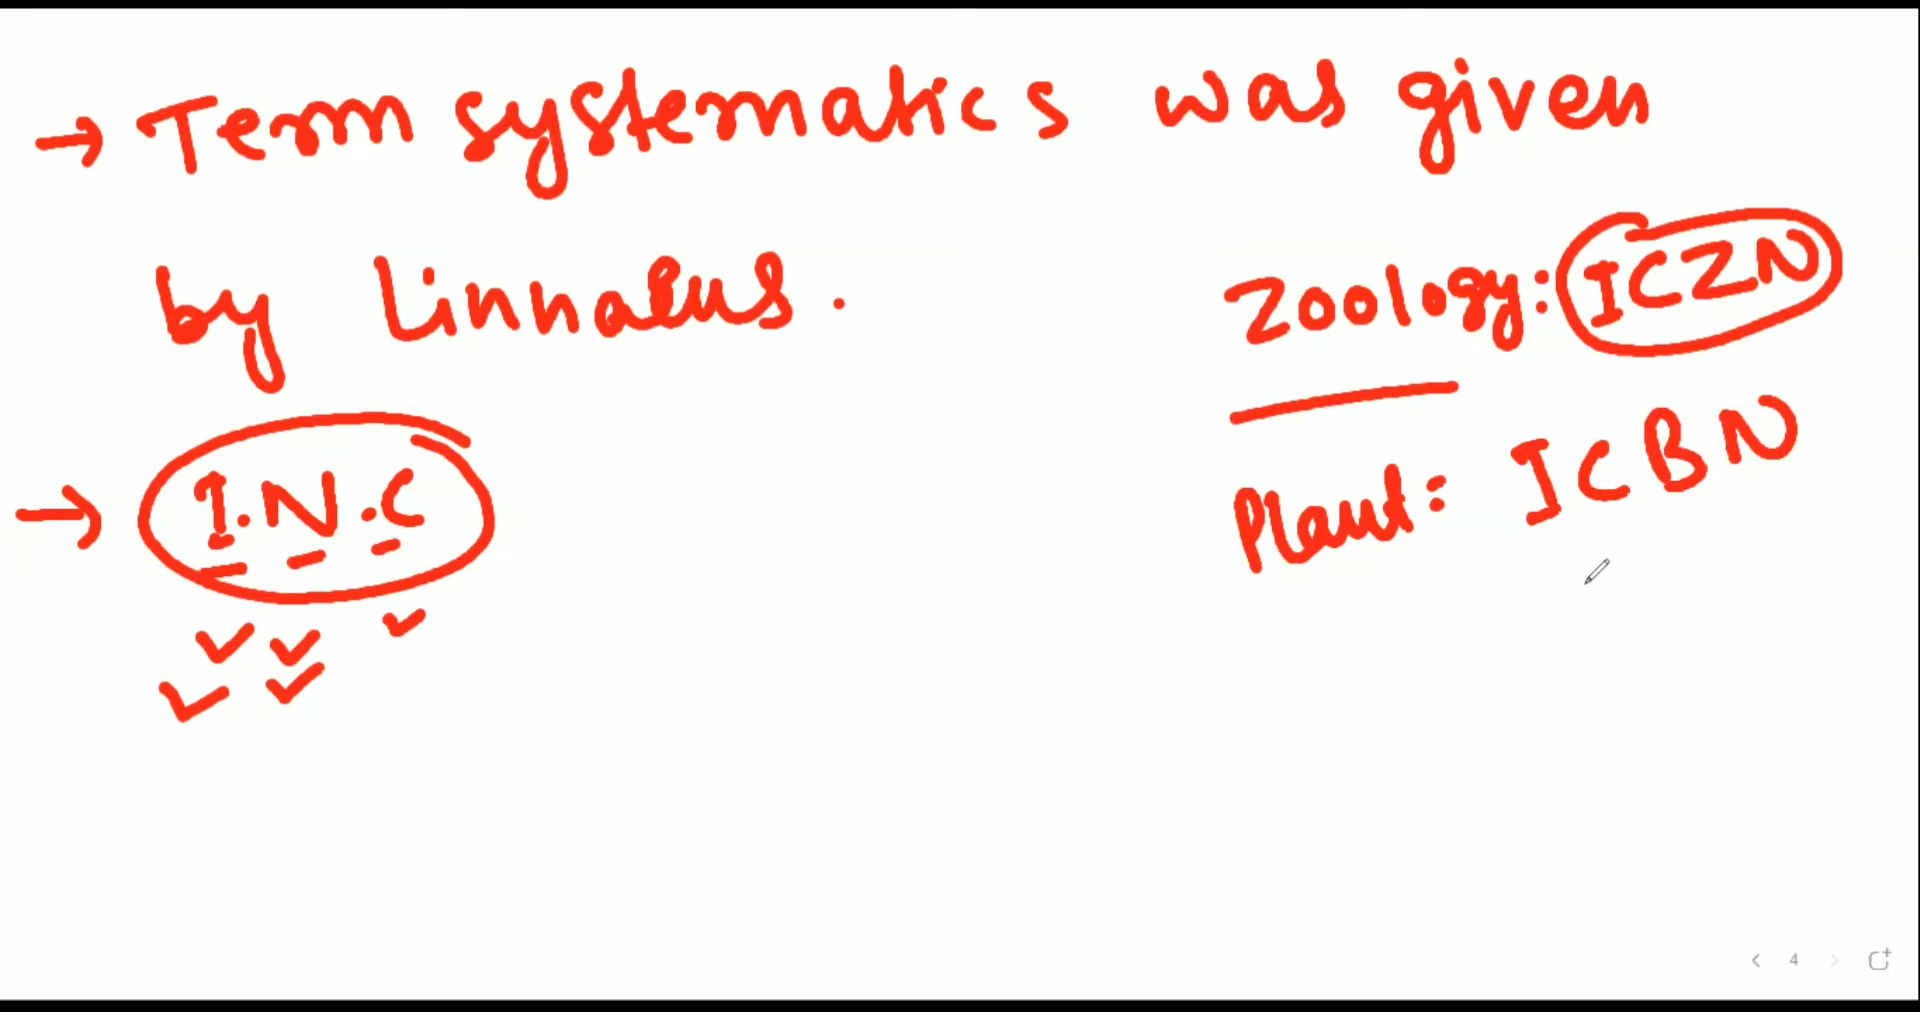 → Term systematics was given
by Linnaeus.
Zoology: ICZN
→ I.N.C
Plant: ICBN
4